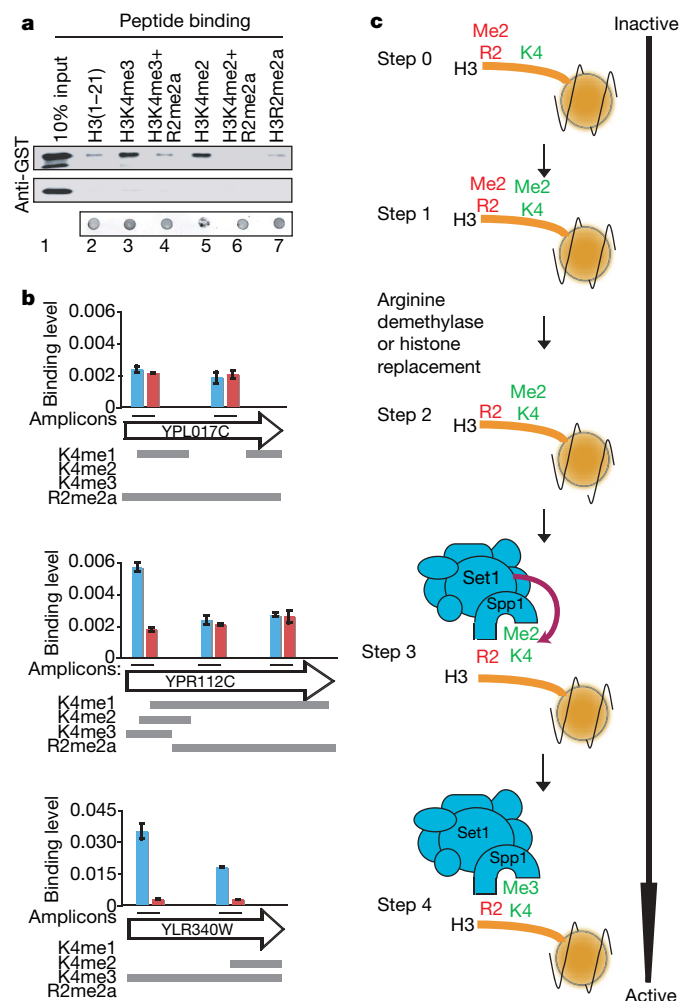 a
Peptide binding
10% input
H3(1–21)
H3K4me3
H3K4me3+
R2me2a
H3K4me2
H3K4me2+
R2me2a
H3R2me2a
Anti-GST
1 2 3 4 5 6 7
b
Binding level
0.006
0.004
0.002
0
Amplicons
YPL017C
K4me1
K4me2
K4me3
R2me2a
Binding level
0.006
0.004
0.002
0
Amplicons:
YPR112C
K4me1
K4me2
K4me3
R2me2a
Binding level
0.045
0.030
0.015
0
Amplicons
YLR340W
K4me1
K4me2
K4me3
R2me2a
c
Inactive
Step 0
Me2
H3 R2 K4
Step 1
Me2 Me2
H3 R2 K4
Arginine
demethylase
or histone
replacement
Step 2
Me2
H3 R2 K4
Set1
Spp1
Me2
Step 3
R2 K4
H3
Set1
Spp1
Me3
Step 4
R2 K4
H3
Active